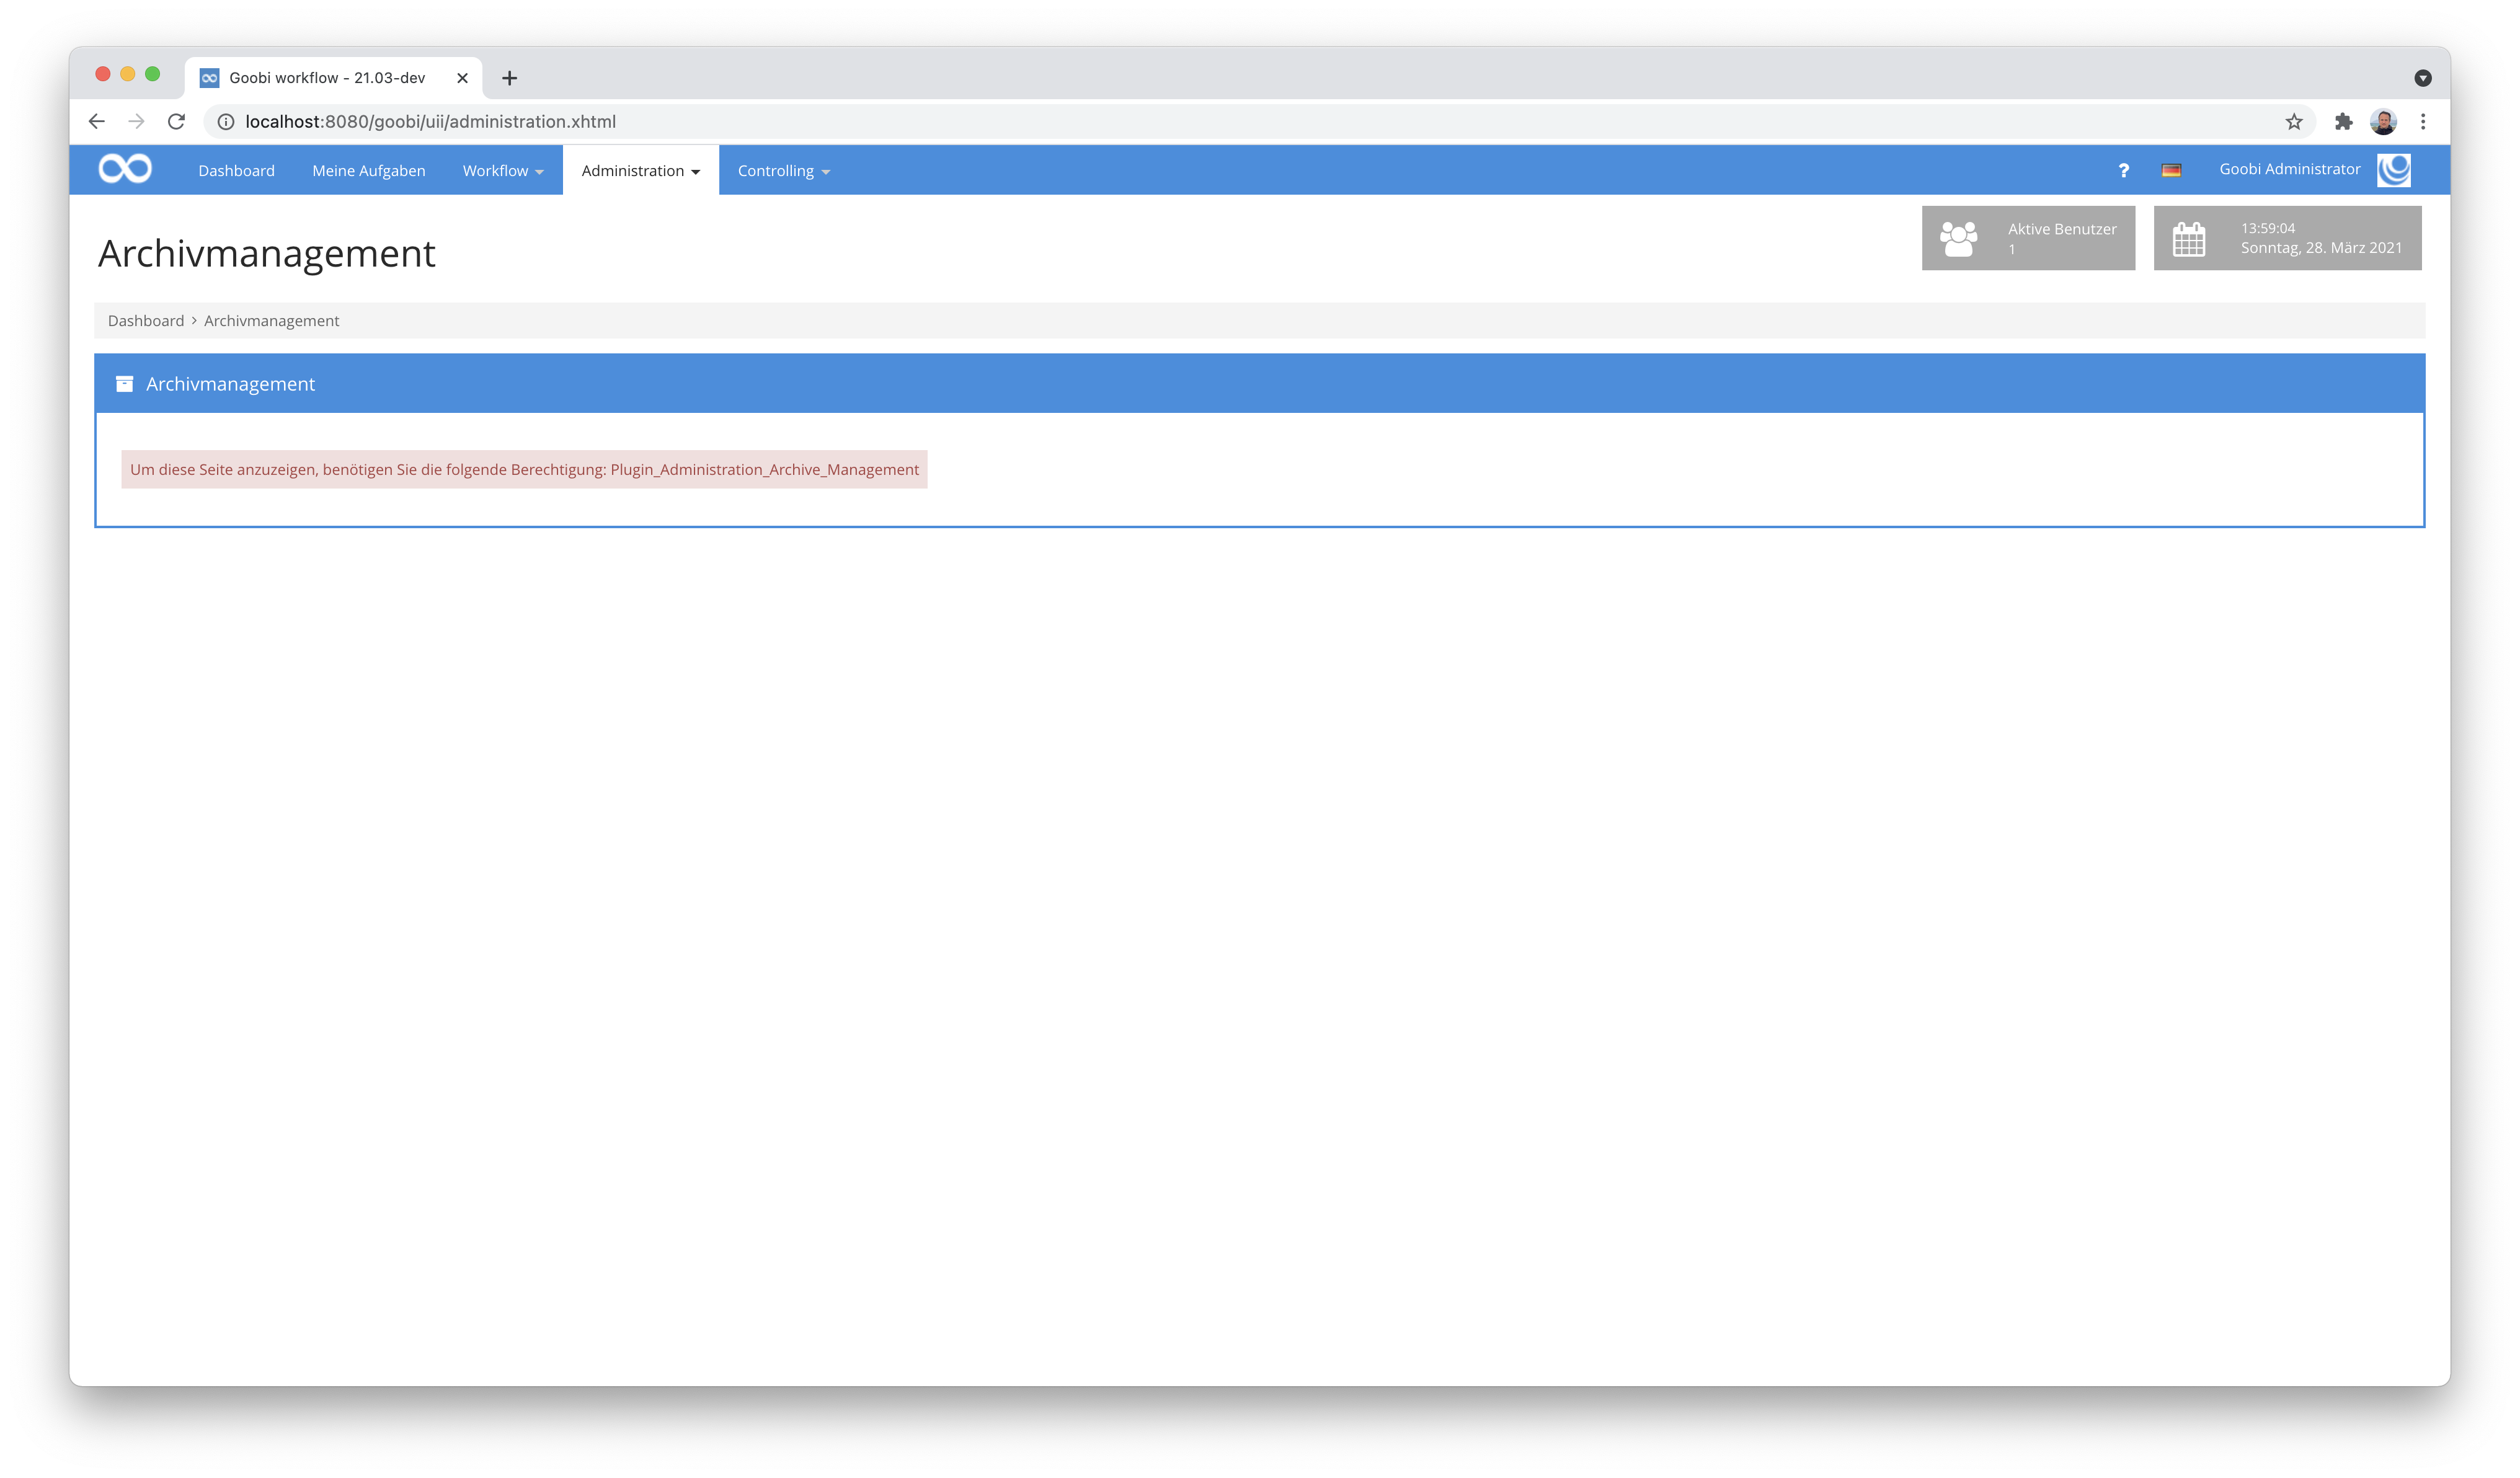 Goobi workflow - 21.03-dev
localhost:8080/goobi/uii/administration.xhtml
Dashboard Meine Aufgaben Workflow Administration Controlling ? Goobi Administrator
Archivmanagement
Aktive Benutzer
1
13:59:04
Sonntag, 28. März 2021
Dashboard > Archivmanagement
Archivmanagement
Um diese Seite anzuzeigen, benötigen Sie die folgende Berechtigung: Plugin_Administration_Archive_Management